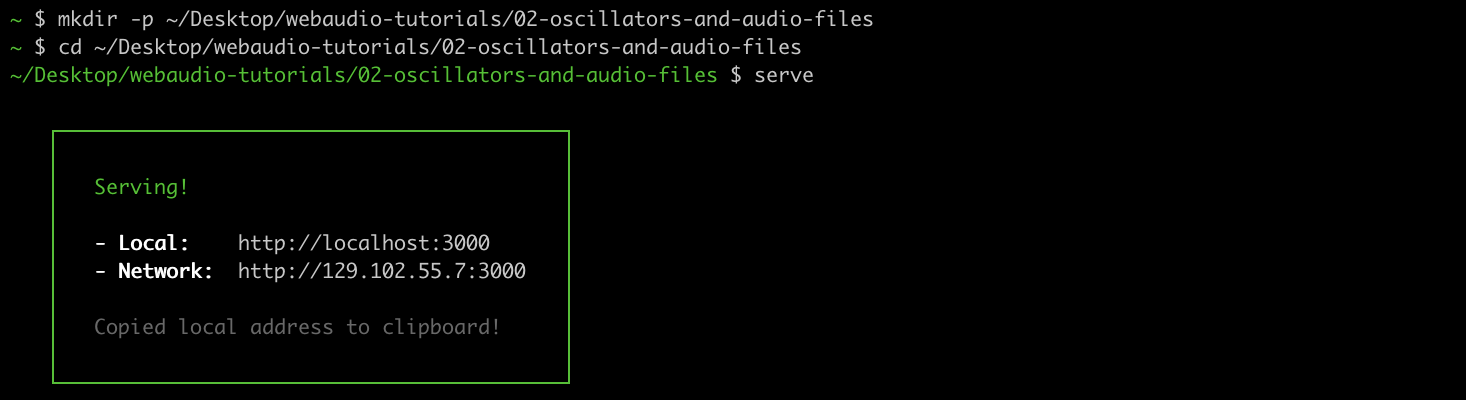 ~ $ mkdir -p ~/Desktop/webaudio-tutorials/02-oscillators-and-audio-files
~ $ cd ~/Desktop/webaudio-tutorials/02-oscillators-and-audio-files
~/Desktop/webaudio-tutorials/02-oscillators-and-audio-files $ serve
Serving!
- Local:    http://localhost:3000
- Network:  http://129.102.55.7:3000
Copied local address to clipboard!